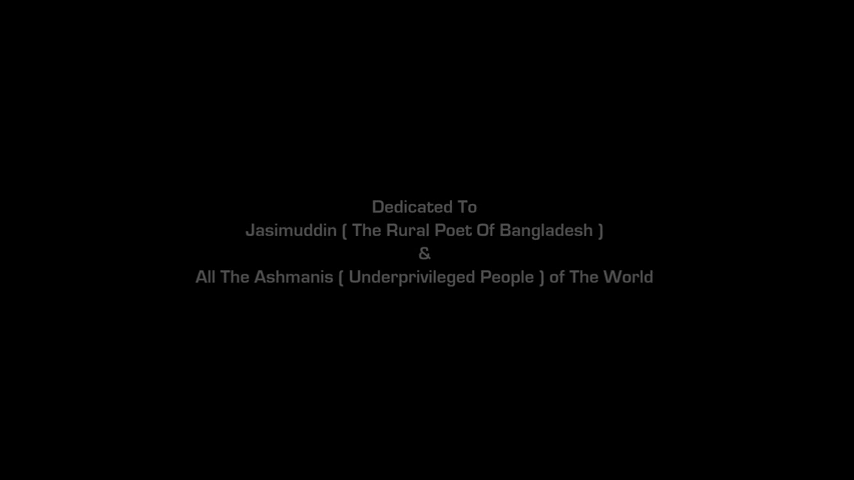 Dedicated To
Jasimuddin ( The Rural Poet Of Bangladesh )
&
All The Ashmanis ( Underprivileged People ) of The World